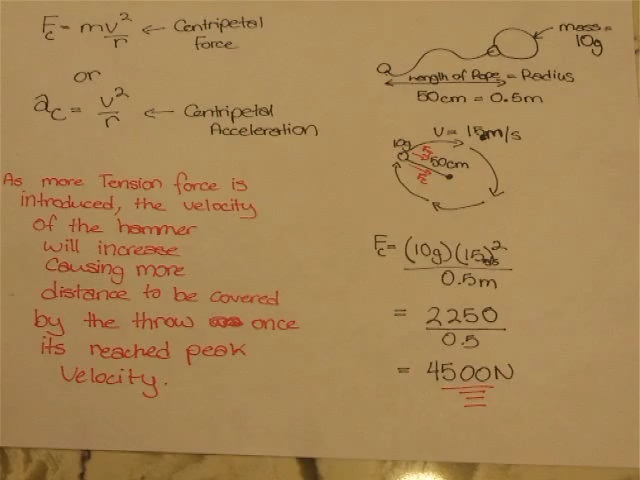 Fc = mv²/r ← Centripetal
Force
or
ac = v²/r ← Centripetal
Acceleration
As more Tension force is
introduced, the velocity
of the hammer
will increase
causing more
distance to be covered
by the throw once
its reached peak
velocity.
mass =
10g
Length of Rope = Radius
50cm = 0.5m
v = 15m/s
10g
50cm
Fc = (10g)(15)²
0.5m
= 2250
0.5
= 4500N